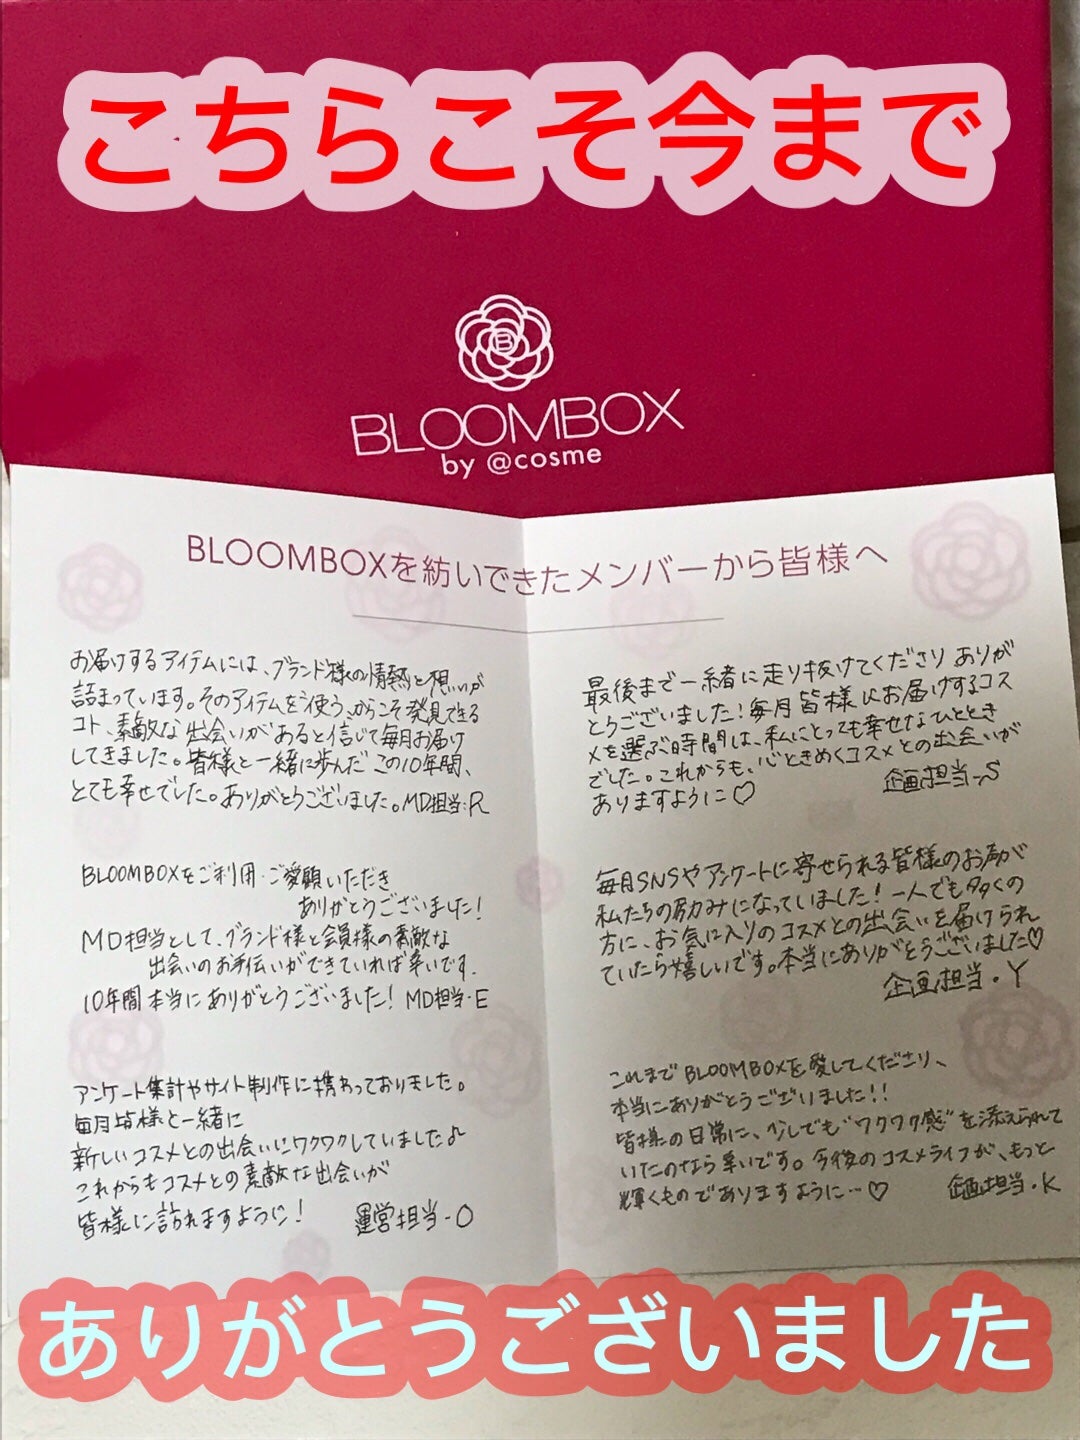 こちらこそ今まで
BLOOMBOX
by @cosme
BLOOMBOXを紡いできたメンバーから皆様へ
お届けするアイテムには、ブランド様の情熱と想いが
詰まっています。そのアイテムを使う、からこそ発見できる
コト、素敵な出会いがあると信じて毎月お届け
してきました。皆様と一緒に歩んだこの10年間、
とても幸せでした。ありがとうございました。MD担当・R
BLOOMBOXをご利用・ご愛顧いただき
ありがとうございました!
MD担当として、ブランド様と会員様の素敵な
出会いのお手伝いができていれば幸いです.
10年間本当にありがとうございました! MD担当・E
アンケート集計やサイト制作に携わっておりました。
毎月皆様と一緒に
新しいコスメとの出会いにワクワクしていました♪
これからもコスメとの素敵な出会いが
皆様に訪れますように! 運営担当・O
最後まで一緒に走り抜けてくださり ありが
とうございました!毎月皆様にお届けするコス
メを選ぶ時間は、私にとっても幸せなひととき
でした。これからも、心ときめくコスメとの出会いが
ありますように♡ 企画担当・S
毎月SNSやアンケートに寄せられる皆様のお声が
私たちの励みになっていました!一人でも多くの
方に、お気に入りのコスメとの出会いを届けられ
ていたら嬉しいです。本当にありがとうございました♡
企画担当・Y
これまでBLOOMBOXを愛してくださり、
本当にありがとうございました!!
皆様の日常に、少しでも"ワクワク感"を添えられて
いたのなら幸いです。今後のコスメライフが、もっと
輝くものでありますように…♡ 企画担当・K
ありがとうございました